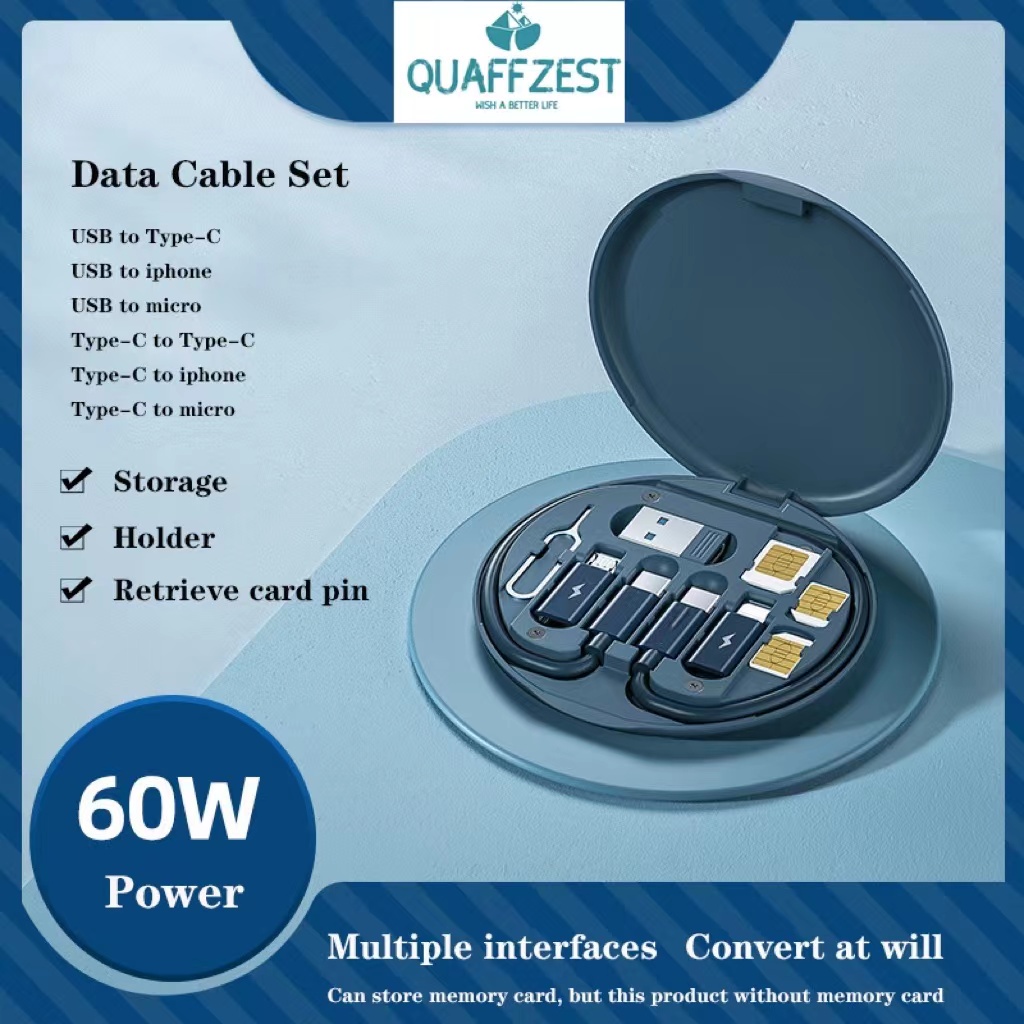 QUAFFZEST
WISH A BETTER LIFE
Data Cable Set
USB to Type-C
USB to iphone
USB to micro
Type-C to Type-C
Type-C to iphone
Type-C to micro
Storage
Holder
Retrieve card pin
60W
Power
Multiple interfaces Convert at will
Can store memory card, but this product without memory card